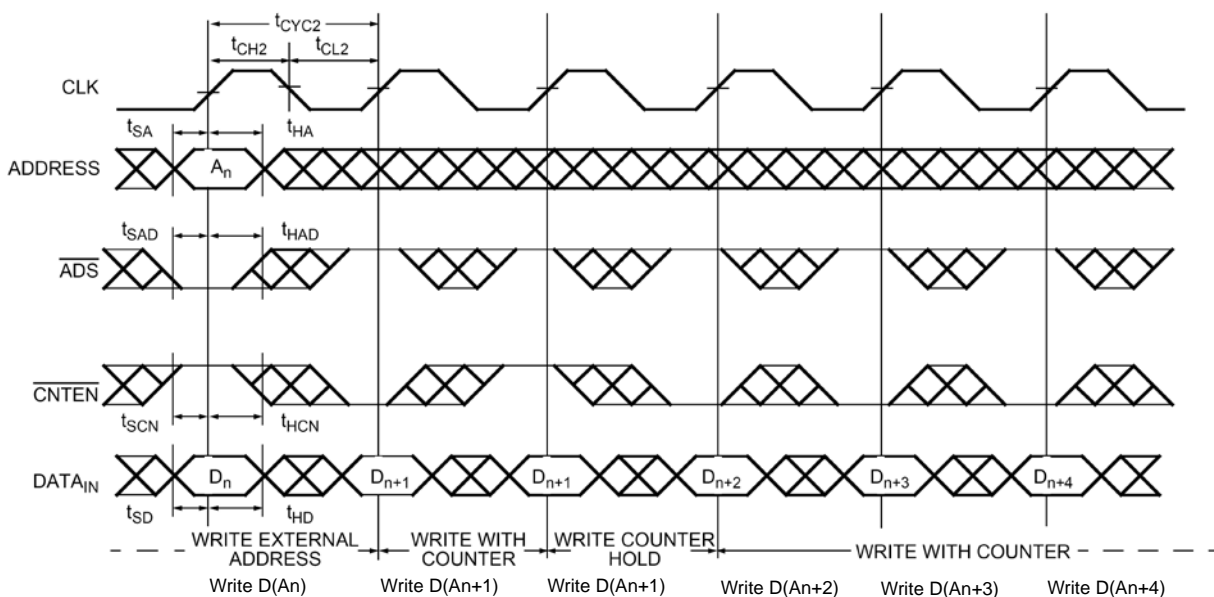 tCYC2
tCH2 tCL2
CLK
tSA tHA
ADDRESS An
tSAD tHAD
ADS
CNTEN
tSCN tHCN
DATAIN Dn Dn+1 Dn+1 Dn+2 Dn+3 Dn+4
tSD tHD
WRITE EXTERNAL ADDRESS
WRITE WITH COUNTER
WRITE COUNTER HOLD
WRITE WITH COUNTER
Write D(An) Write D(An+1) Write D(An+1) Write D(An+2) Write D(An+3) Write D(An+4)